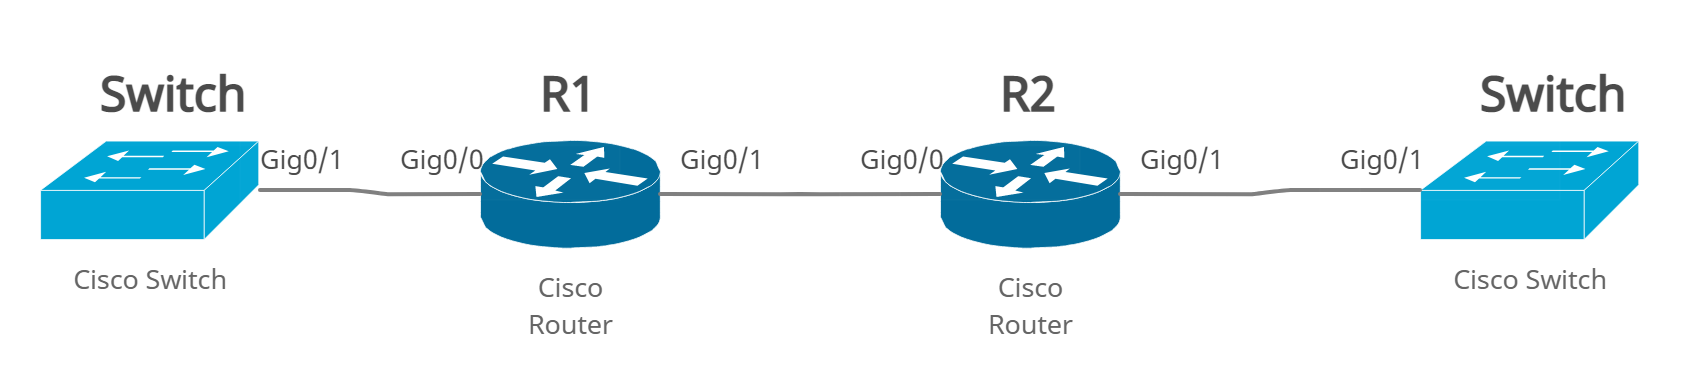 Switch
R1
R2
Switch
Gig0/1
Gig0/0
Gig0/1
Gig0/0
Gig0/1
Gig0/1
Cisco Switch
Cisco
Router
Cisco
Router
Cisco Switch